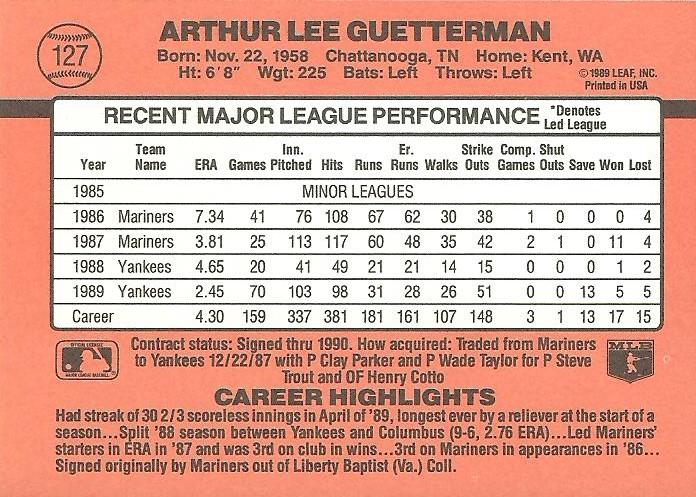 127
ARTHUR LEE GUETTERMAN
Born: Nov. 22, 1958 Chattanooga, TN Home: Kent, WA
Ht: 6'8" Wgt: 225 Bats: Left Throws: Left
©1989 LEAF, INC.
Printed in USA
RECENT MAJOR LEAGUE PERFORMANCE *Denotes
Led League
Year Team Name ERA Games Inn. Pitched Hits Runs Er. Runs Walks Strike Outs Comp. Games Shut Outs Save Won Lost
1985 MINOR LEAGUES
1986 Mariners 7.34 41 76 108 67 62 30 38 1 0 0 0 4
1987 Mariners 3.81 25 113 117 60 48 35 42 2 1 0 11 4
1988 Yankees 4.65 20 41 49 21 21 14 15 0 0 0 1 2
1989 Yankees 2.45 70 103 98 31 28 26 51 0 0 13 5 5
Career 4.30 159 337 381 181 161 107 148 3 1 13 17 15
Contract status: Signed thru 1990. How acquired: Traded from Mariners
to Yankees 12/22/87 with P Clay Parker and P Wade Taylor for P Steve
Trout and OF Henry Cotto
MLB
MAJOR LEAGUE BASEBALL
CAREER HIGHLIGHTS
Had streak of 30 2/3 scoreless innings in April of '89, longest ever by a reliever at the start of a
season...Split '88 season between Yankees and Columbus (9-6, 2.76 ERA)...Led Mariners'
starters in ERA in '87 and was 3rd on club in wins...3rd on Mariners in appearances in '86...
Signed originally by Mariners out of Liberty Baptist (Va.) Coll.